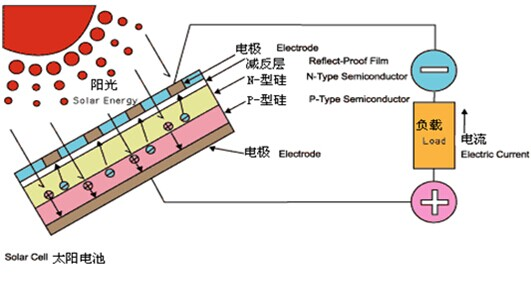 电极 Electrode
阳光
减反层 Reflect-Proof Film
Solar Energy
N-型硅 N-Type Semiconductor
P-型硅 P-Type Semiconductor
负载
Load
电流
Electric Current
电极 Electrode
Solar Cell 太阳电池